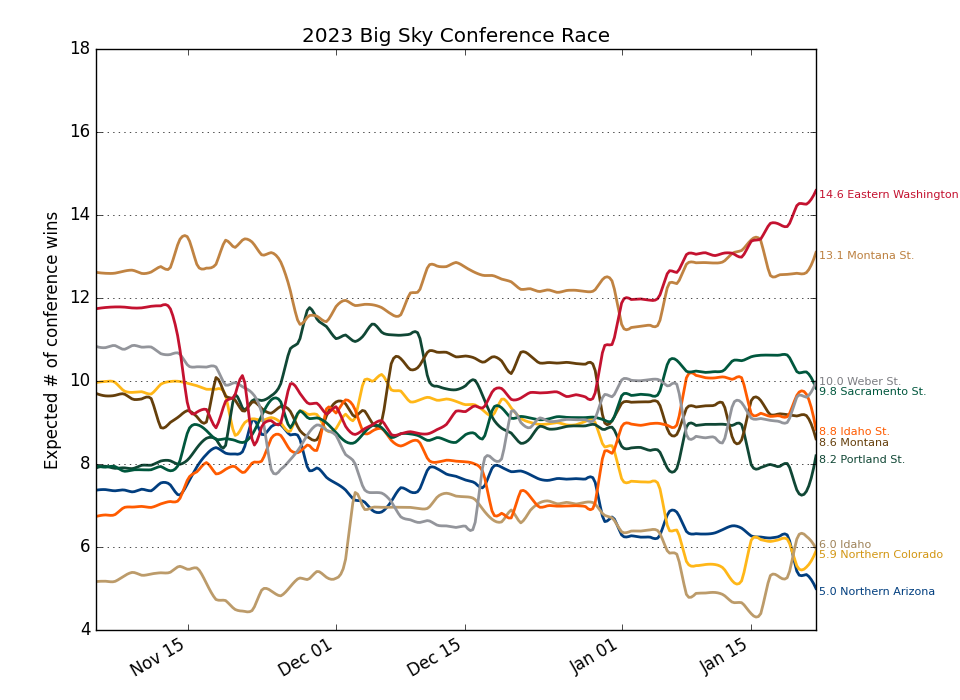 2023 Big Sky Conference Race
Expected # of conference wins
18
16
14
12
10
8
6
4
14.6 Eastern Washington
13.1 Montana St.
10.0 Weber St.
9.8 Sacramento St.
8.8 Idaho St.
8.6 Montana
8.2 Portland St.
6.0 Idaho
5.9 Northern Colorado
5.0 Northern Arizona
Nov 15
Dec 01
Dec 15
Jan 01
Jan 15